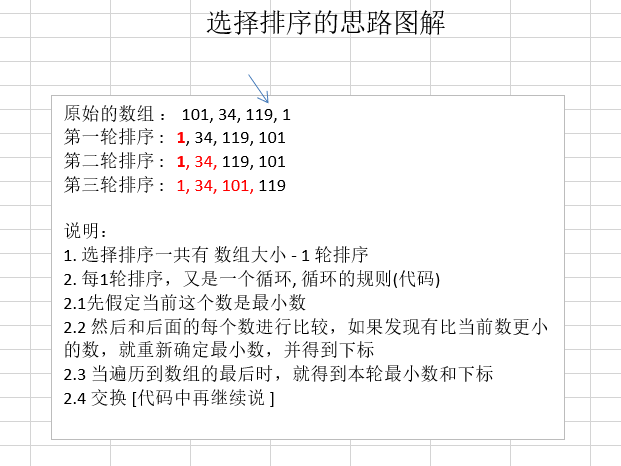 选择排序的思路图解
原始的数组 :   101, 34, 119, 1
第一轮排序 :   1, 34, 119, 101
第二轮排序 :   1, 34, 119, 101
第三轮排序 :   1, 34, 101, 119
说明:
1. 选择排序一共有 数组大小 - 1 轮排序
2. 每1轮排序，又是一个循环, 循环的规则(代码)
2.1先假定当前这个数是最小数
2.2 然后和后面的每个数进行比较，如果发现有比当前数更小
的数，就重新确定最小数，并得到下标
2.3 当遍历到数组的最后时，就得到本轮最小数和下标
2.4 交换 [代码中再继续说 ]